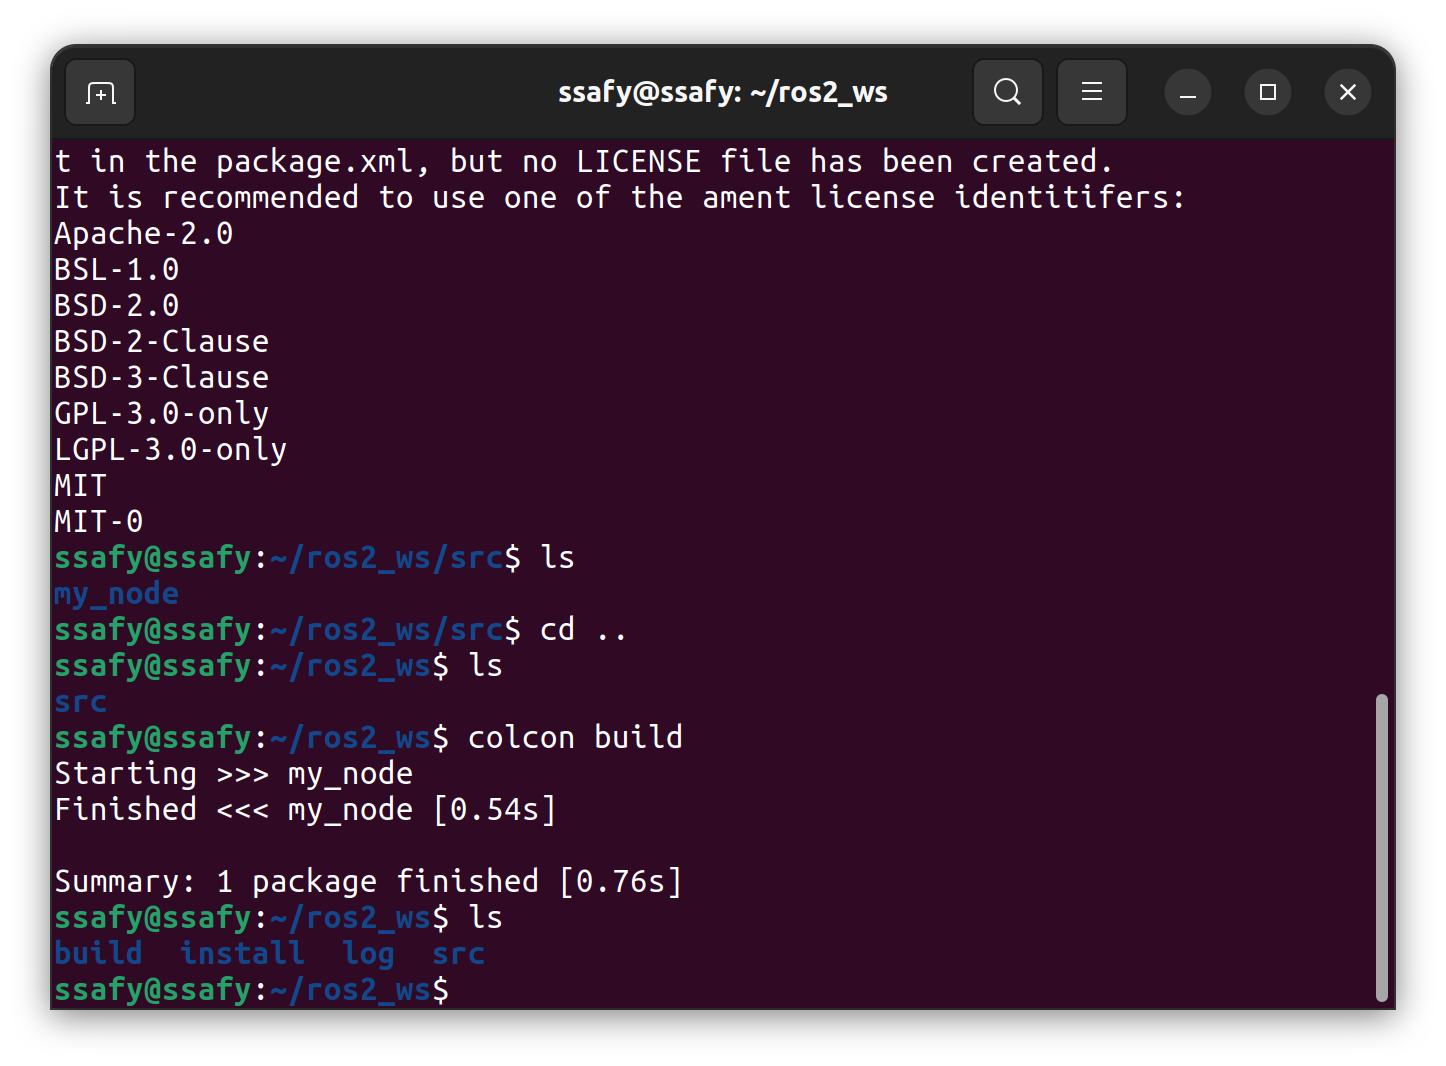 ssafy@ssafy: ~/ros2_ws
t in the package.xml, but no LICENSE file has been created.
It is recommended to use one of the ament license identitifers:
Apache-2.0
BSL-1.0
BSD-2.0
BSD-2-Clause
BSD-3-Clause
GPL-3.0-only
LGPL-3.0-only
MIT
MIT-0
ssafy@ssafy:~/ros2_ws/src$ ls
my_node
ssafy@ssafy:~/ros2_ws/src$ cd ..
ssafy@ssafy:~/ros2_ws$ ls
src
ssafy@ssafy:~/ros2_ws$ colcon build
Starting >>> my_node
Finished <<< my_node [0.54s]
Summary: 1 package finished [0.76s]
ssafy@ssafy:~/ros2_ws$ ls
build  install  log  src
ssafy@ssafy:~/ros2_ws$